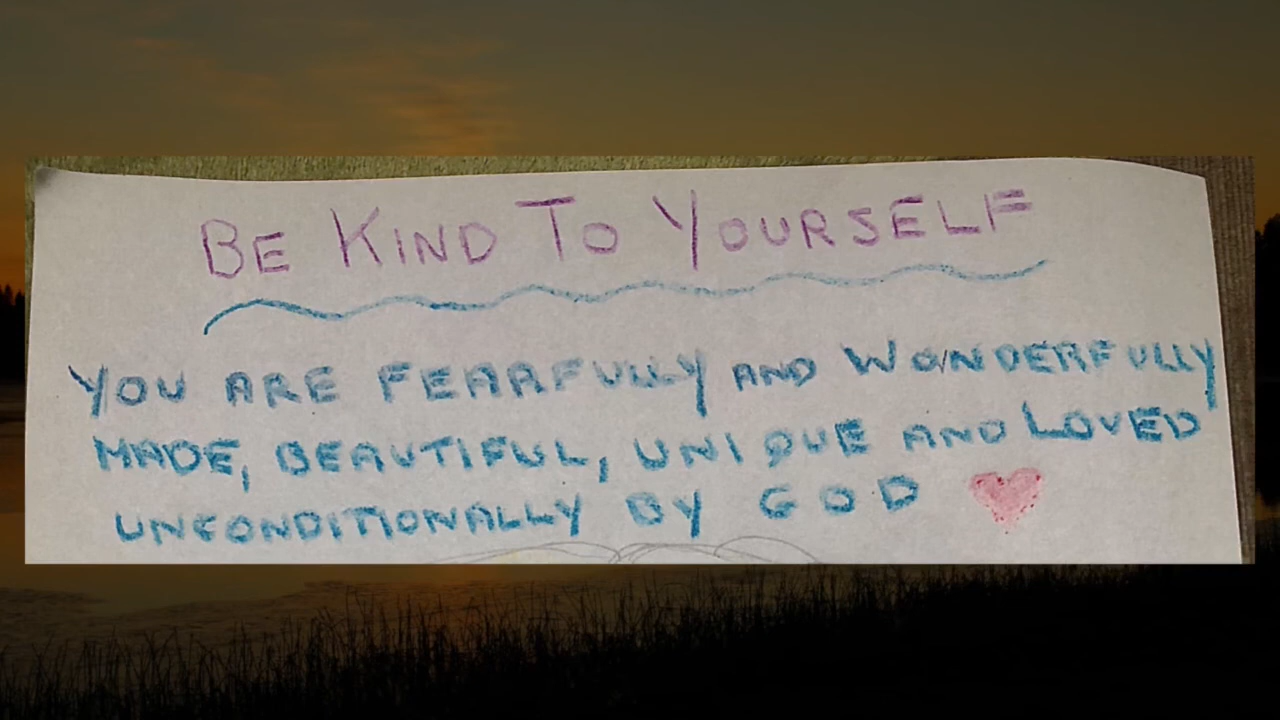 BE KIND TO YOURSELF
YOU ARE FEARFULLY AND WONDERFULLY
MADE, BEAUTIFUL, UNIQUE AND LOVED
UNCONDITIONALLY BY GOD